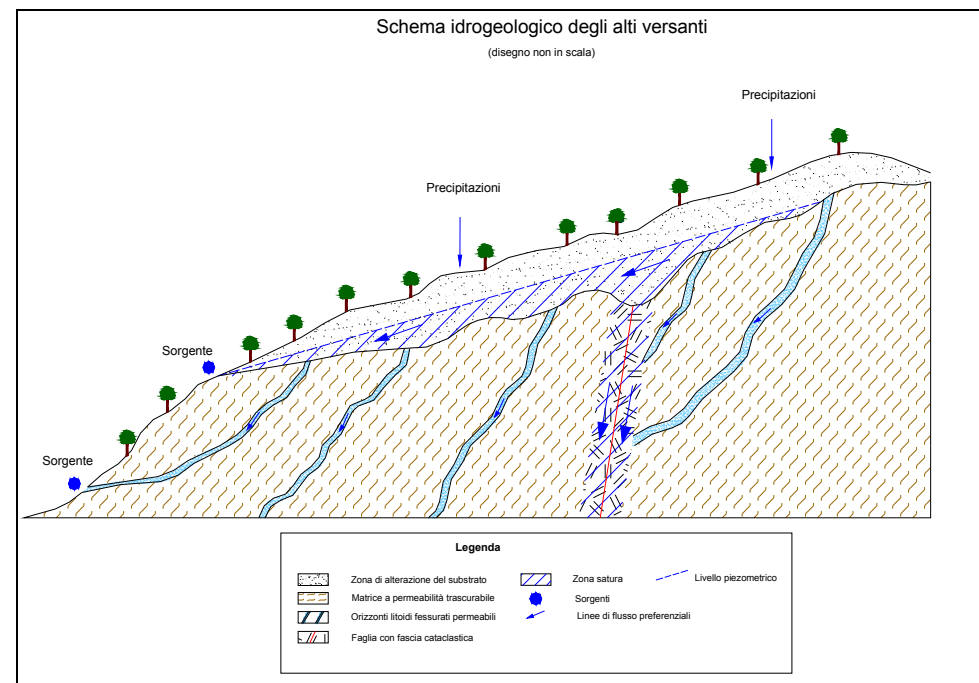 Schema idrogeologico degli alti versanti
(disegno non in scala)
Precipitazioni
Precipitazioni
Sorgente
Sorgente
Legenda
Zona di alterazione del substrato
Zona satura
Livello piezometrico
Matrice a permeabilità trascurabile
Sorgenti
Orizzonti litoidi fessurati permeabili
Linee di flusso preferenziali
Faglia con fascia cataclastica